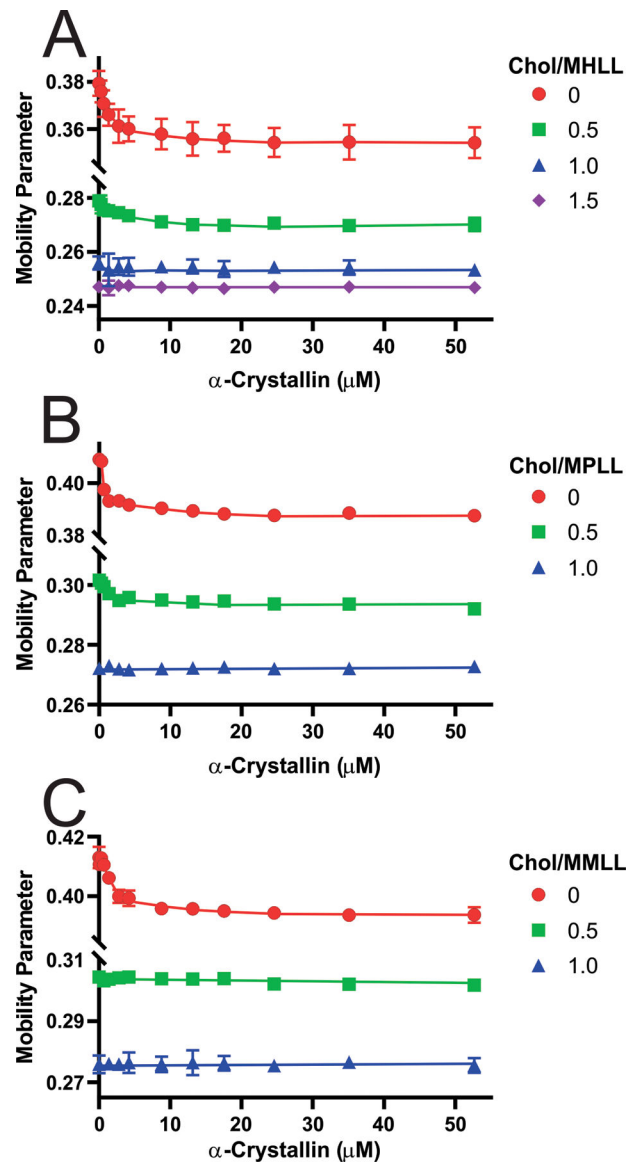 A
Chol/MHLL
0
0.5
1.0
1.5
Mobility Parameter
0.38
0.36
0.28
0.26
0.24
0 10 20 30 40 50
α-Crystallin (μM)
B
Chol/MPLL
0
0.5
1.0
Mobility Parameter
0.40
0.38
0.30
0.28
0.26
0 10 20 30 40 50
α-Crystallin (μM)
C
Chol/MMLL
0
0.5
1.0
Mobility Parameter
0.42
0.40
0.31
0.29
0.27
0 10 20 30 40 50
α-Crystallin (μM)